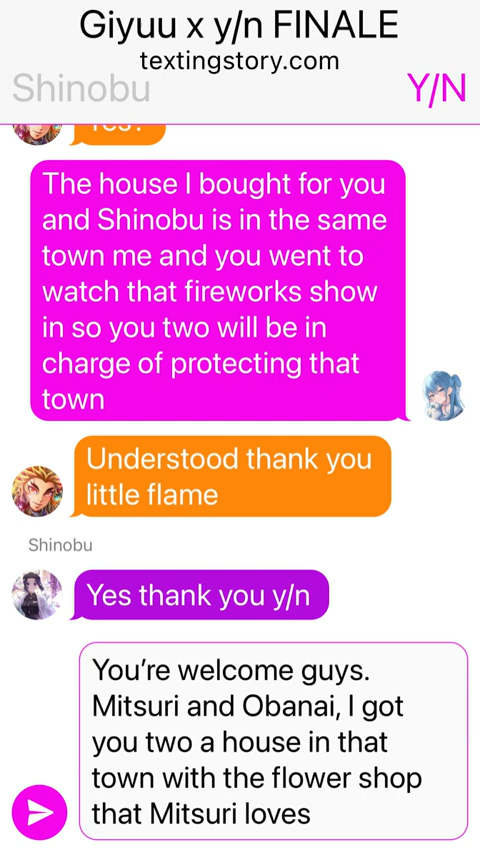 Giyuu x y/n FINALE
textingstory.com
Shinobu
Y/N
Yes?
The house I bought for you
and Shinobu is in the same
town me and you went to
watch that fireworks show
in so you two will be in
charge of protecting that
town
Understood thank you
little flame
Shinobu
Yes thank you y/n
You’re welcome guys.
Mitsuri and Obanai, I got
you two a house in that
town with the flower shop
that Mitsuri loves